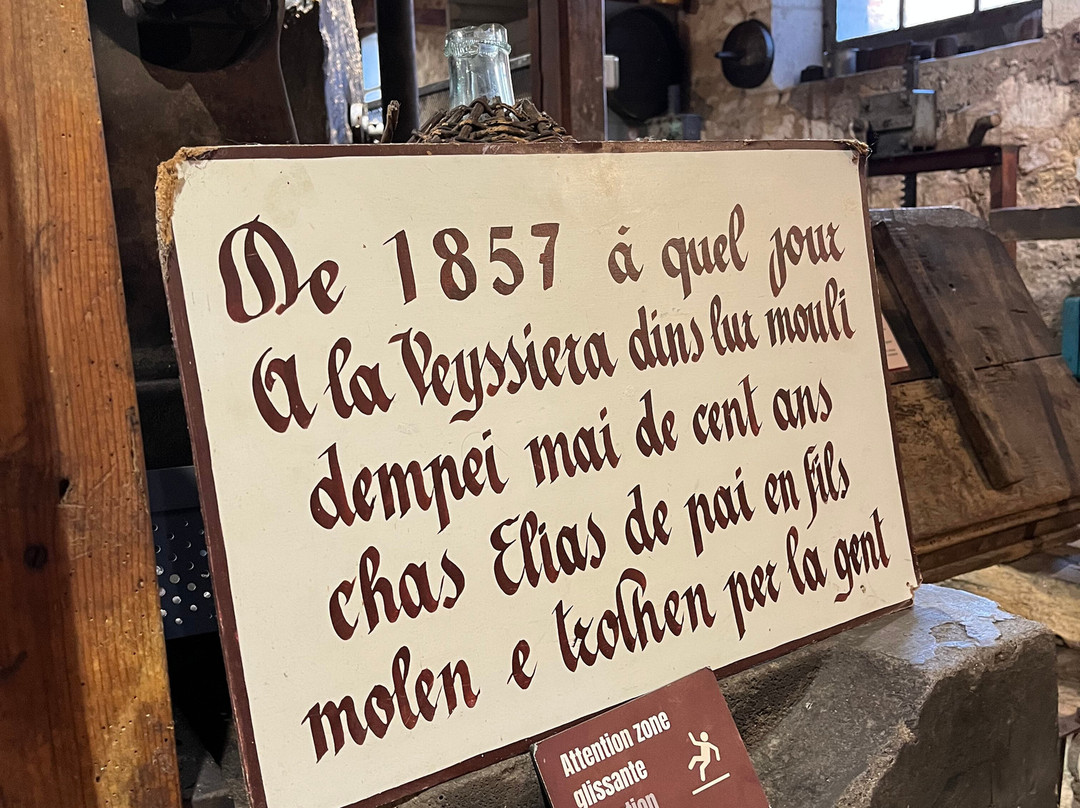 De 1857 á quel jour
A la Veyssiera dins lur mouli
dempei mai de cent ans
chas Elias de pai en fils
molen e trolhen per la gent
Attention zone
glissante